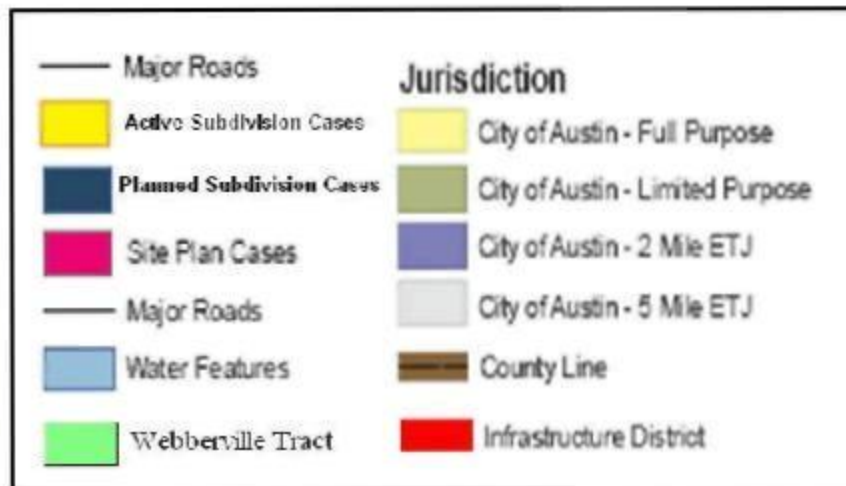 Major Roads
Active Subdivision Cases
Planned Subdivision Cases
Site Plan Cases
Major Roads
Water Features
Webberville Tract
Jurisdiction
City of Austin - Full Purpose
City of Austin - Limited Purpose
City of Austin - 2 Mile ETJ
City of Austin - 5 Mile ETJ
County Line
Infrastructure District